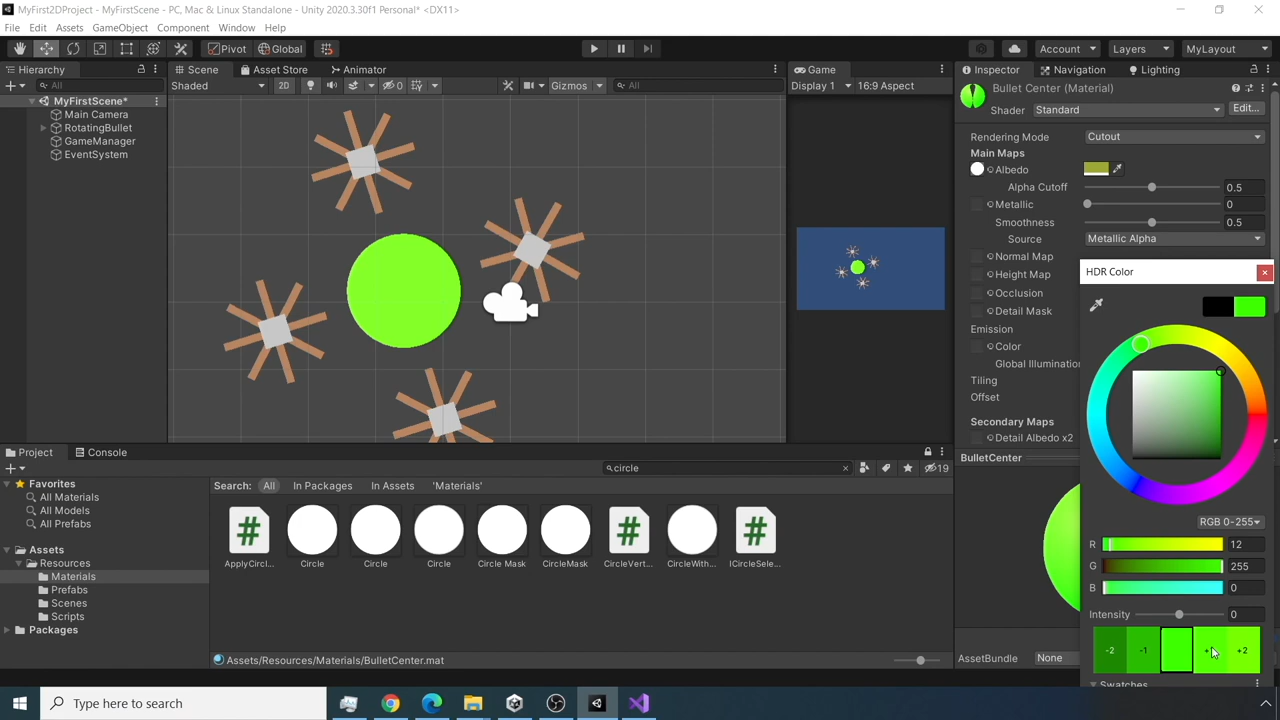 MyFirst2DProject - MyFirstScene - PC, Mac & Linux Standalone - Unity 2020.3.30f1 Personal* <DX11>
File Edit Assets GameObject Component Window Help
Pivot Global Account Layers MyLayout
Hierarchy Scene Asset Store Animator Game Inspector Navigation Lighting
All Shaded 2D 0 Gizmos All Display 1 16:9 Aspect Bullet Center (Material)
MyFirstScene*
Shader Standard Edit...
Main Camera
RotatingBullet
GameManager
EventSystem
Rendering Mode Cutout
Main Maps
Albedo
Alpha Cutoff 0.5
Metallic 0
Smoothness 0.5
Source Metallic Alpha
Normal Map
Height Map
Occlusion
Detail Mask
Emission
Color
Global Illumination
Tiling
Offset
Secondary Maps
Detail Albedo x2
BulletCenter
AssetBundle None
HDR Color
RGB 0-255
R 12
G 255
B 0
Intensity 0
-2 -1 +2
Swatches
Project Console
circle 19
Favorites
All Materials
All Models
All Prefabs
Assets
Resources
Materials
Prefabs
Scenes
Scripts
Packages
Search: All In Packages In Assets 'Materials'
ApplyCircl... Circle Circle Circle Circle Mask CircleMask CircleVert... CircleWith... ICircleSele...
Assets/Resources/Materials/BulletCenter.mat
Type here to search